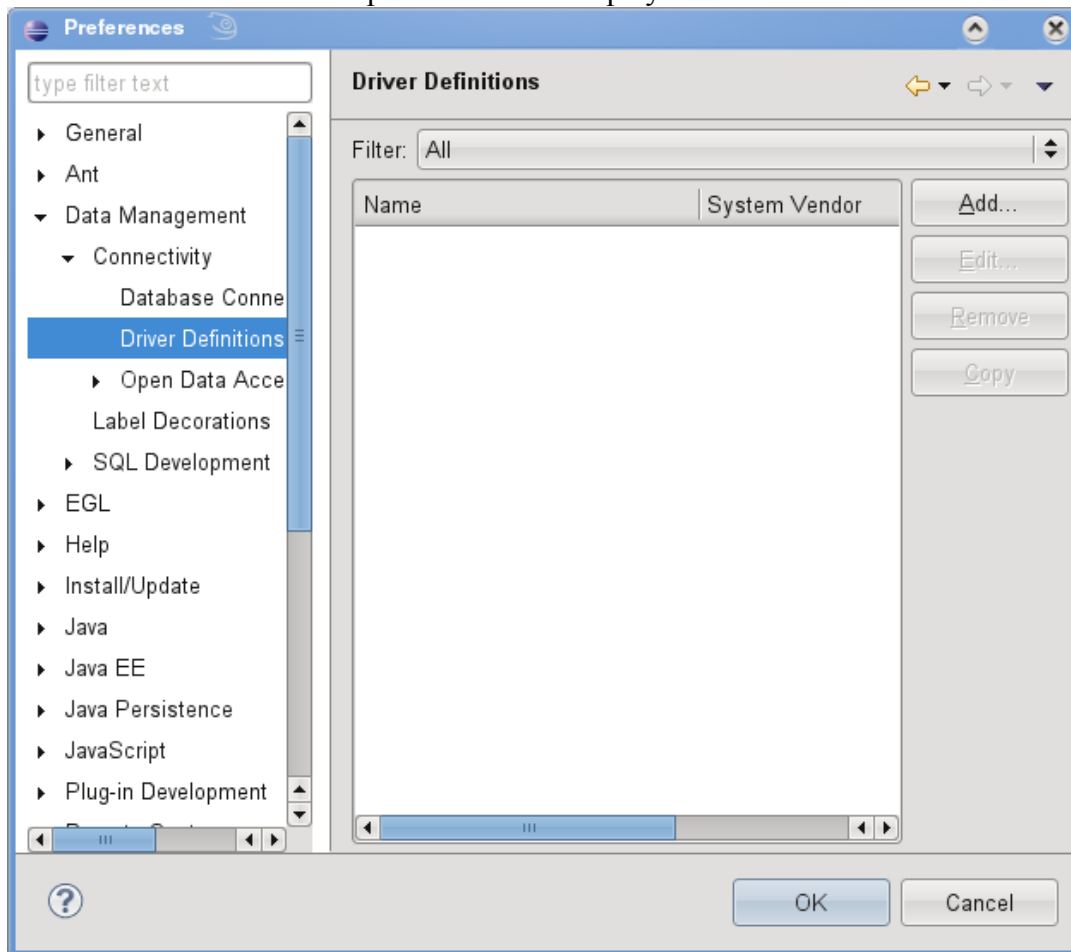 Preferences
type filter text
General
Ant
Data Management
Connectivity
Database Conne
Driver Definitions
Open Data Acce
Label Decorations
SQL Development
EGL
Help
Install/Update
Java
Java EE
Java Persistence
JavaScript
Plug-in Development
Driver Definitions
Filter: All
Name System Vendor
Add...
Edit...
Remove
Copy
OK Cancel